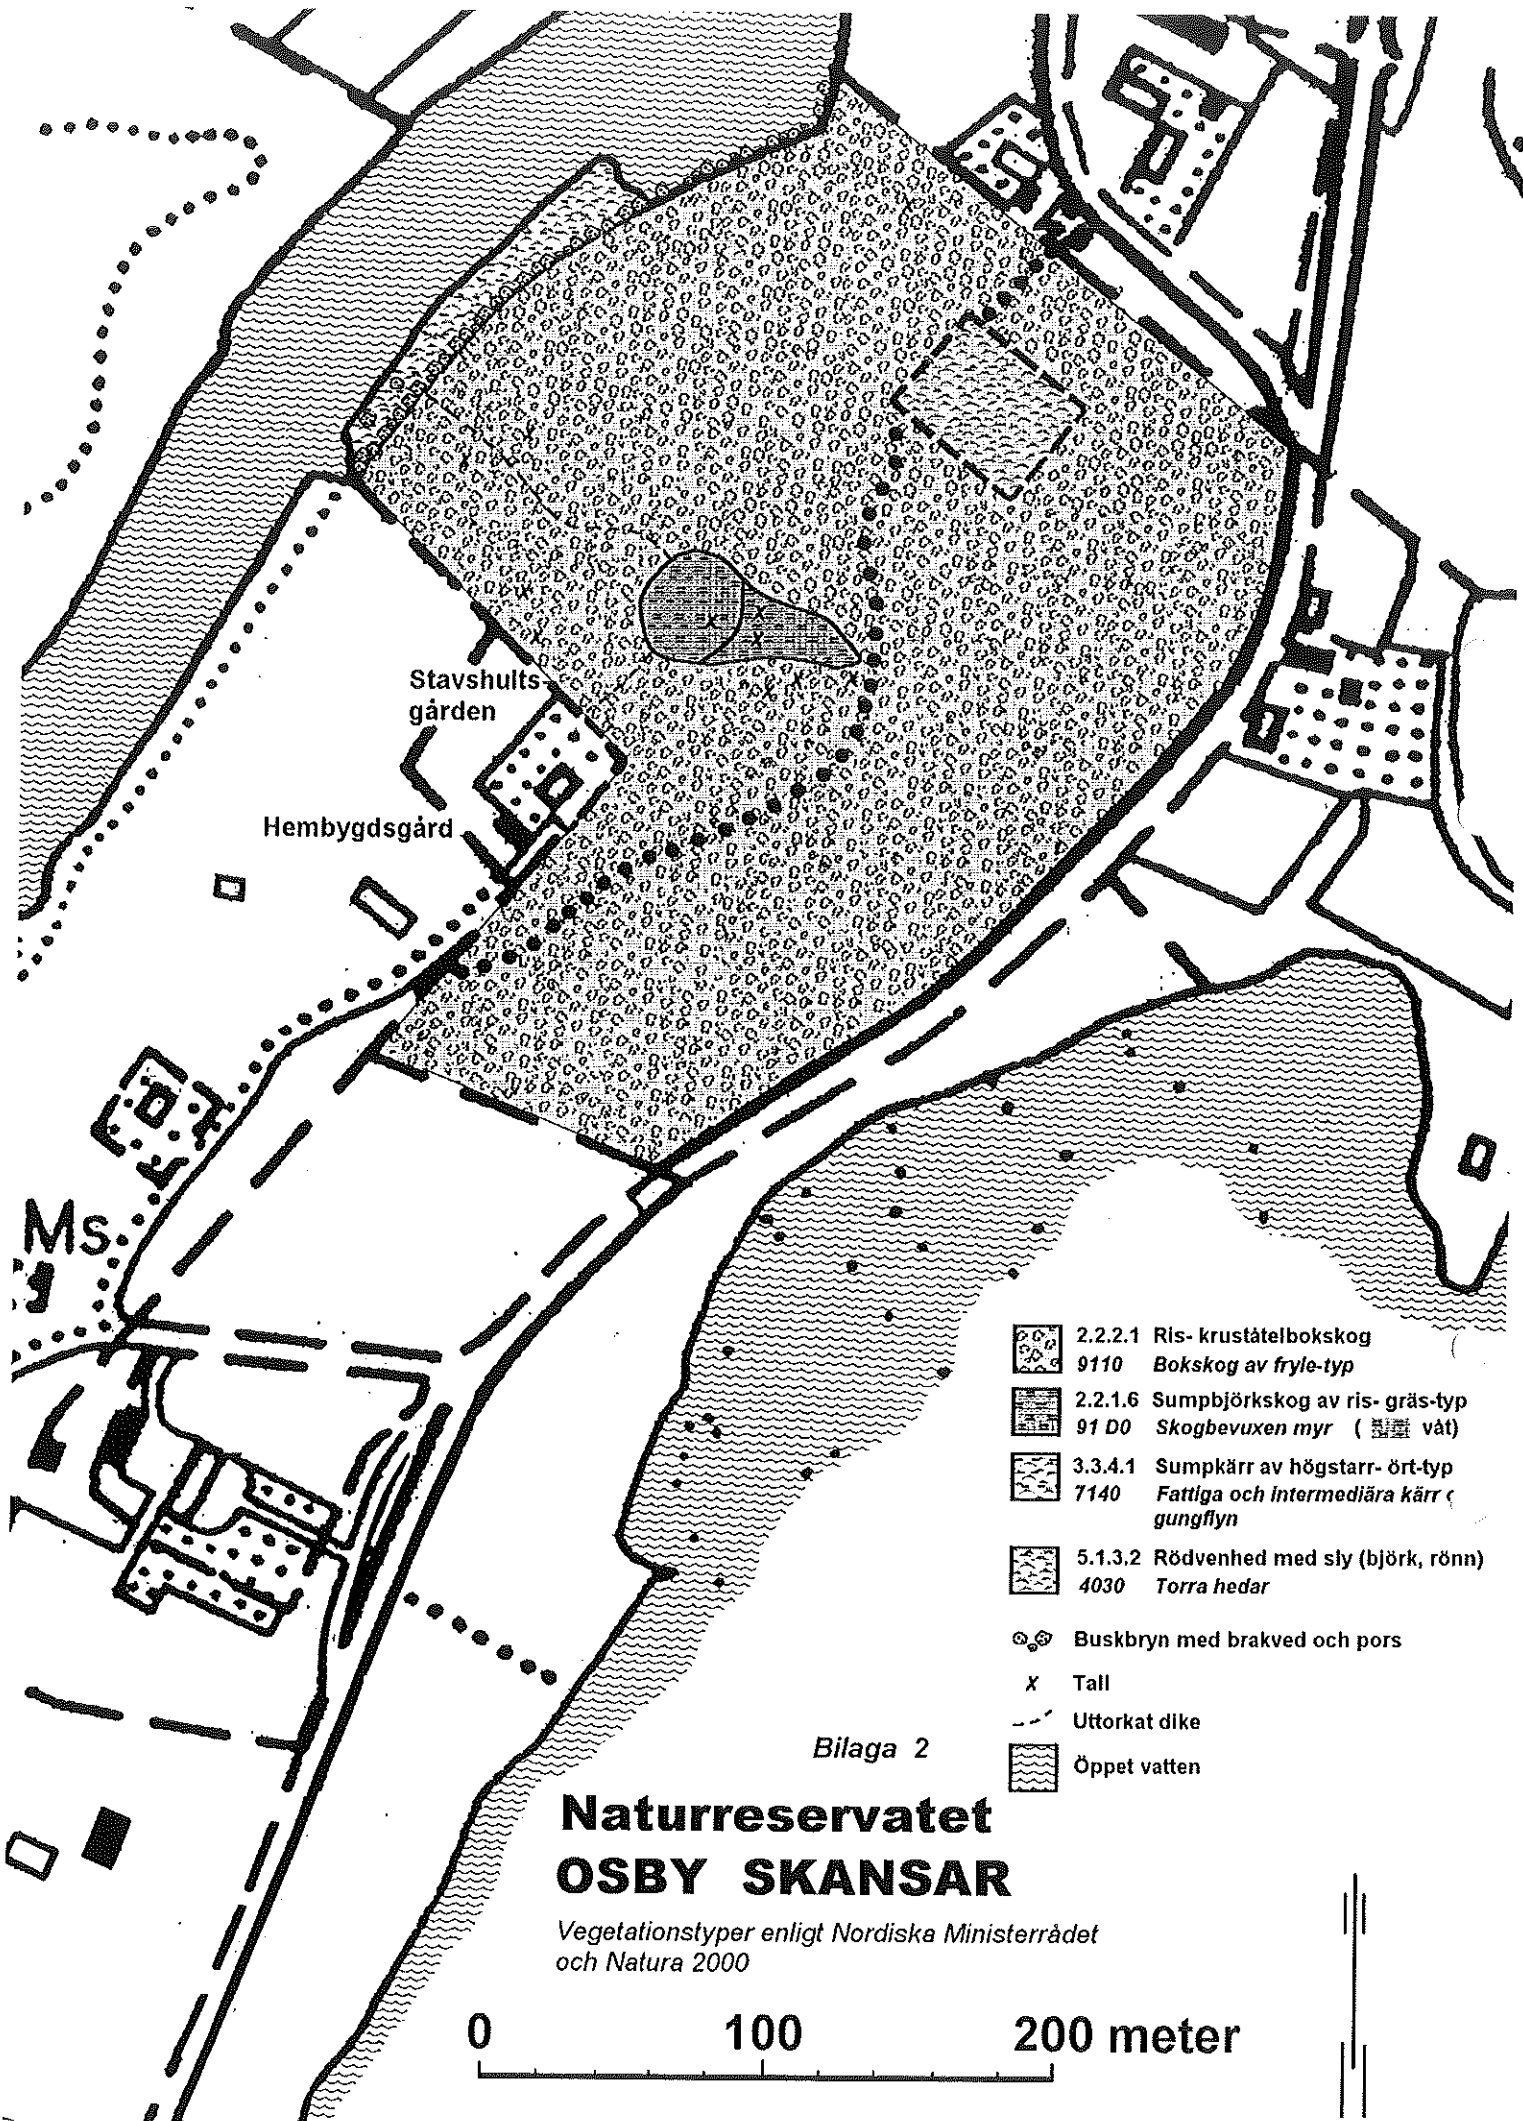 Stavshults-
gården
Hembygdsgård
Ms
2.2.2.1 Ris- kruståtelbokskog
9110 Bokskog av fryle-typ
2.2.1.6 Sumpbjörkskog av ris- gräs-typ
91 D0 Skogbevuxen myr ( våt)
3.3.4.1 Sumpkärr av högstarr- ört-typ
7140 Fattiga och intermediära kärr
gungflyn
5.1.3.2 Rödvenhed med sly (björk, rönn)
4030 Torra hedar
Buskbryn med brakved och pors
x Tall
Uttorkat dike
Öppet vatten
Bilaga 2
Naturreservatet
OSBY SKANSAR
Vegetationstyper enligt Nordiska Ministerrådet
och Natura 2000
0 100 200 meter